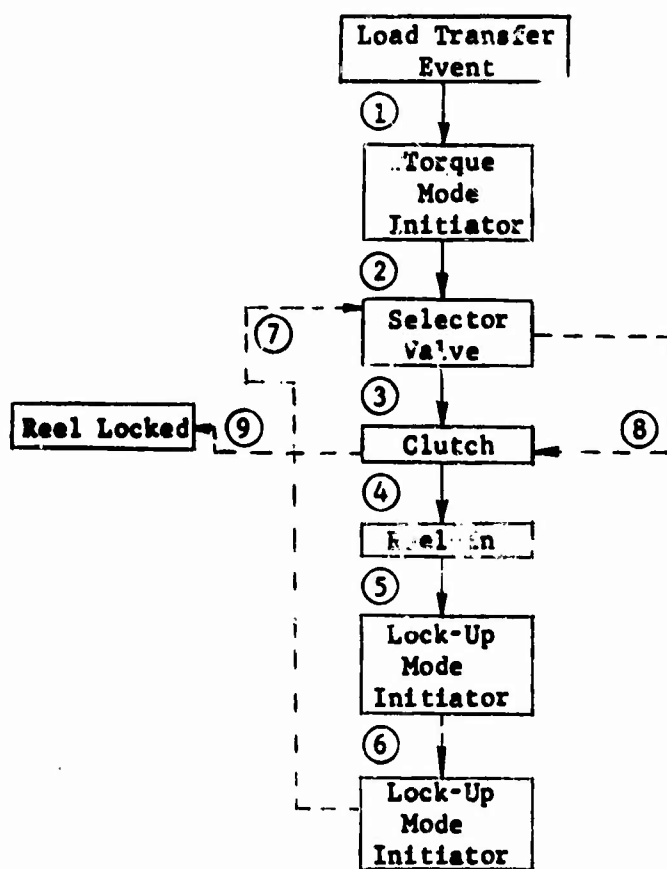 Load Transfer
Event
1
Torque
Mode
Initiator
2
Selector
Valve
7
3
Reel Locked
9
Clutch
8
4
5
Lock-Up
Mode
Initiator
6
Lock-Up
Mode
Initiator